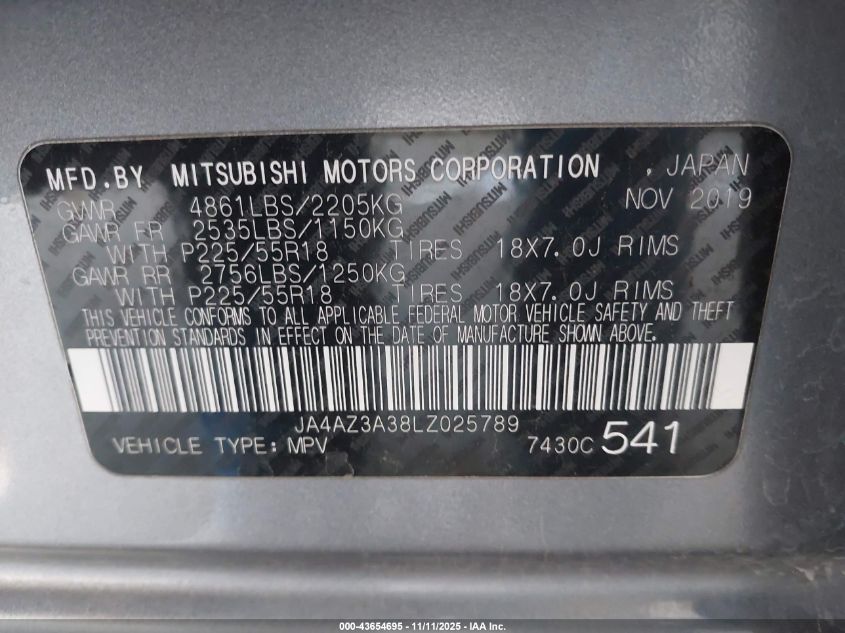 MFD.BY MITSUBISHI MOTORS CORPORATION , JAPAN
GVWR 4861LBS/2205KG NOV 2019
GAWR FR 2535LBS/1150KG
WITH P225/55R18 TIRES 18X7.0J RIMS
GAWR RR 2756LBS/1250KG
WITH P225/55R18 TIRES 18X7.0J RIMS
THIS VEHICLE CONFORMS TO ALL APPLICABLE FEDERAL MOTOR VEHICLE SAFETY AND THEFT
PREVENTION STANDARDS IN EFFECT ON THE DATE OF MANUFACTURE SHOWN ABOVE.
JA4AZ3A38LZ025789
VEHICLE TYPE: MPV 7430C 541
000-43654695 - 11/11/2025 - IAA Inc.